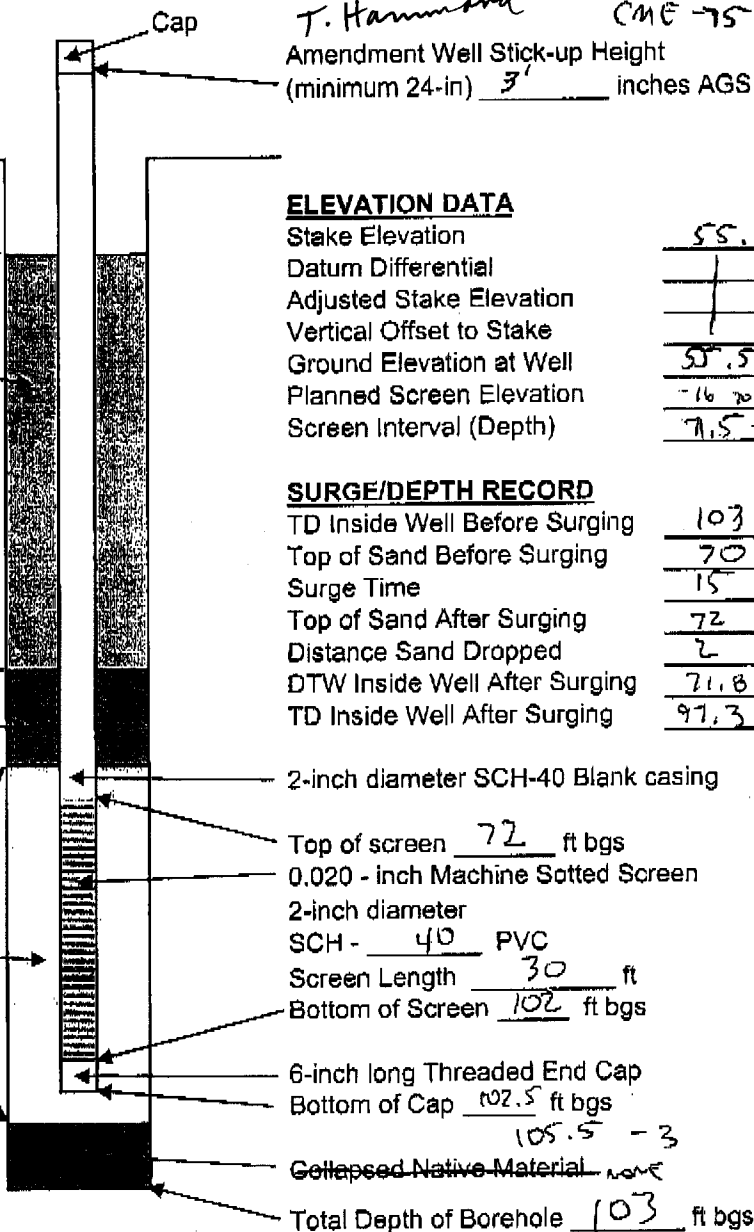 T. Hammond CME-75
Cap
Amendment Well Stick-up Height
(minimum 24-in) 3' inches AGS
ELEVATION DATA
Stake Elevation 55.
Datum Differential
Adjusted Stake Elevation
Vertical Offset to Stake
Ground Elevation at Well 55.5
Planned Screen Elevation -16 to
Screen Interval (Depth) 71.5 -
SURGE/DEPTH RECORD
TD Inside Well Before Surging 103
Top of Sand Before Surging 70
Surge Time 15
Top of Sand After Surging 72
Distance Sand Dropped 2
DTW Inside Well After Surging 71.8
TD Inside Well After Surging 97.3
2-inch diameter SCH-40 Blank casing
Top of screen 72 ft bgs
0.020 - inch Machine Sotted Screen
2-inch diameter
SCH - 40 PVC
Screen Length 30 ft
Bottom of Screen 102 ft bgs
6-inch long Threaded End Cap
Bottom of Cap 102.5 ft bgs
105.5 - 3
Collapsed Native Material none
Total Depth of Borehole 103 ft bgs